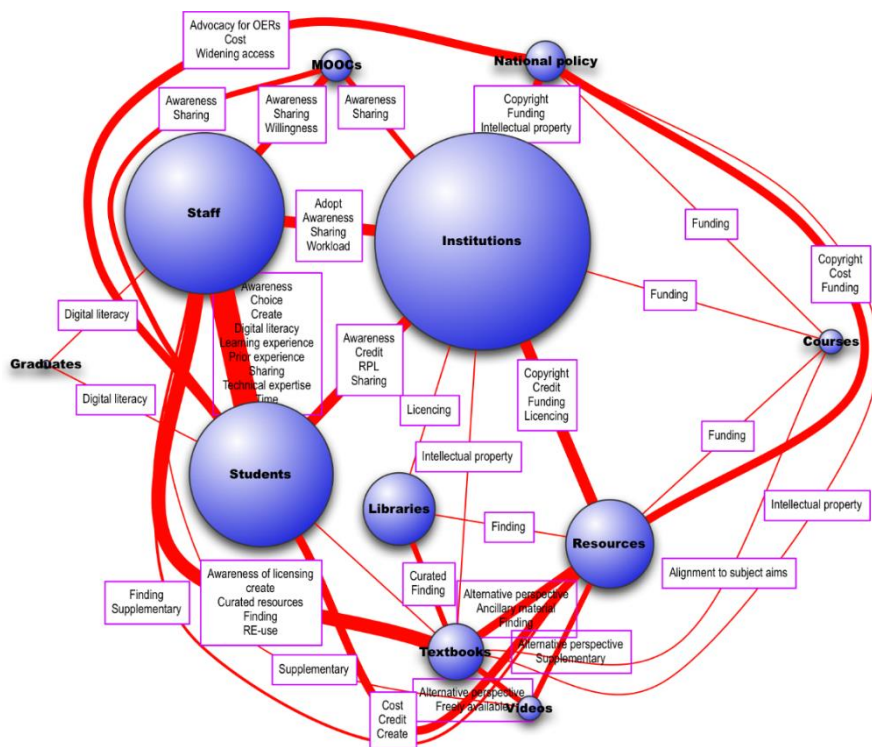 Advocacy for OERs
Cost
Widening access
MOOCs
National policy
Awareness
Sharing
Awareness
Sharing
Willingness
Awareness
Sharing
Copyright
Funding
Intellectual property
Staff
Adopt
Awareness
Sharing
Workload
Institutions
Funding
Copyright
Cost
Funding
Funding
Digital literacy
Awareness
Choice
Create
Digital literacy
Learning experience
Prior experience
Sharing
Technical expertise
Time
Awareness
Credit
RPL
Sharing
Courses
Graduates
Digital literacy
Copyright
Credit
Funding
Licencing
Licencing
Funding
Intellectual property
Students
Libraries
Finding
Resources
Intellectual property
Alignment to subject aims
Finding
Supplementary
Awareness of licensing
create
Curated resources
Finding
RE-use
Curated
Finding
Alternative perspective
Ancillary material
Finding
Textbooks
Alternative perspective
Supplementary
Supplementary
Alternative perspective
Freely available
Videos
Cost
Credit
Create